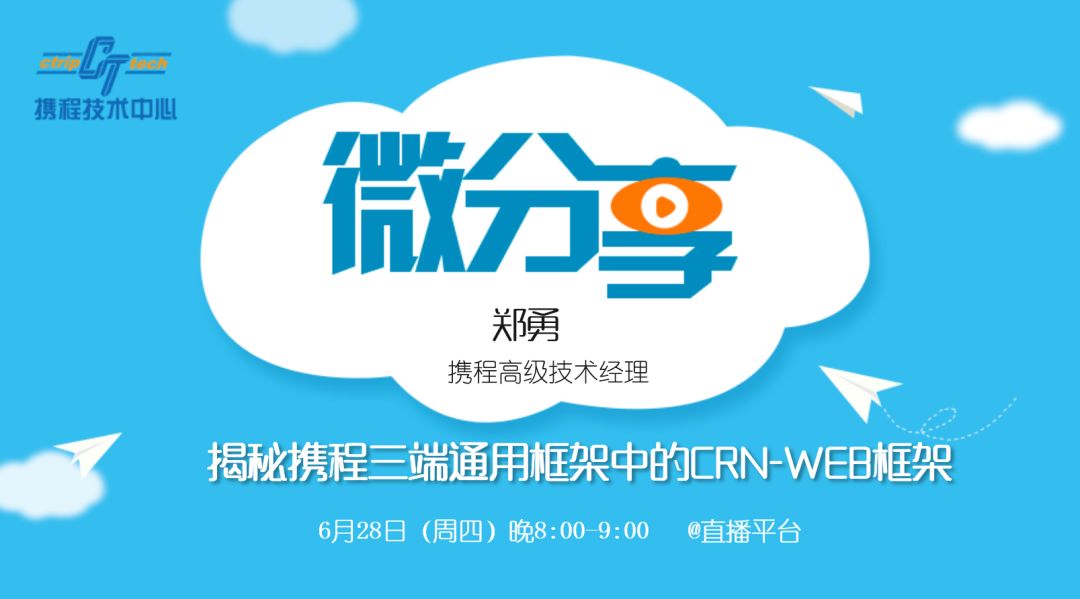 ctrip CT tech
携程技术中心
微分享
郑勇
携程高级技术经理
揭秘携程三端通用框架中的CRN-WEB框架
6月28日（周四）晚8:00-9:00 @直播平台